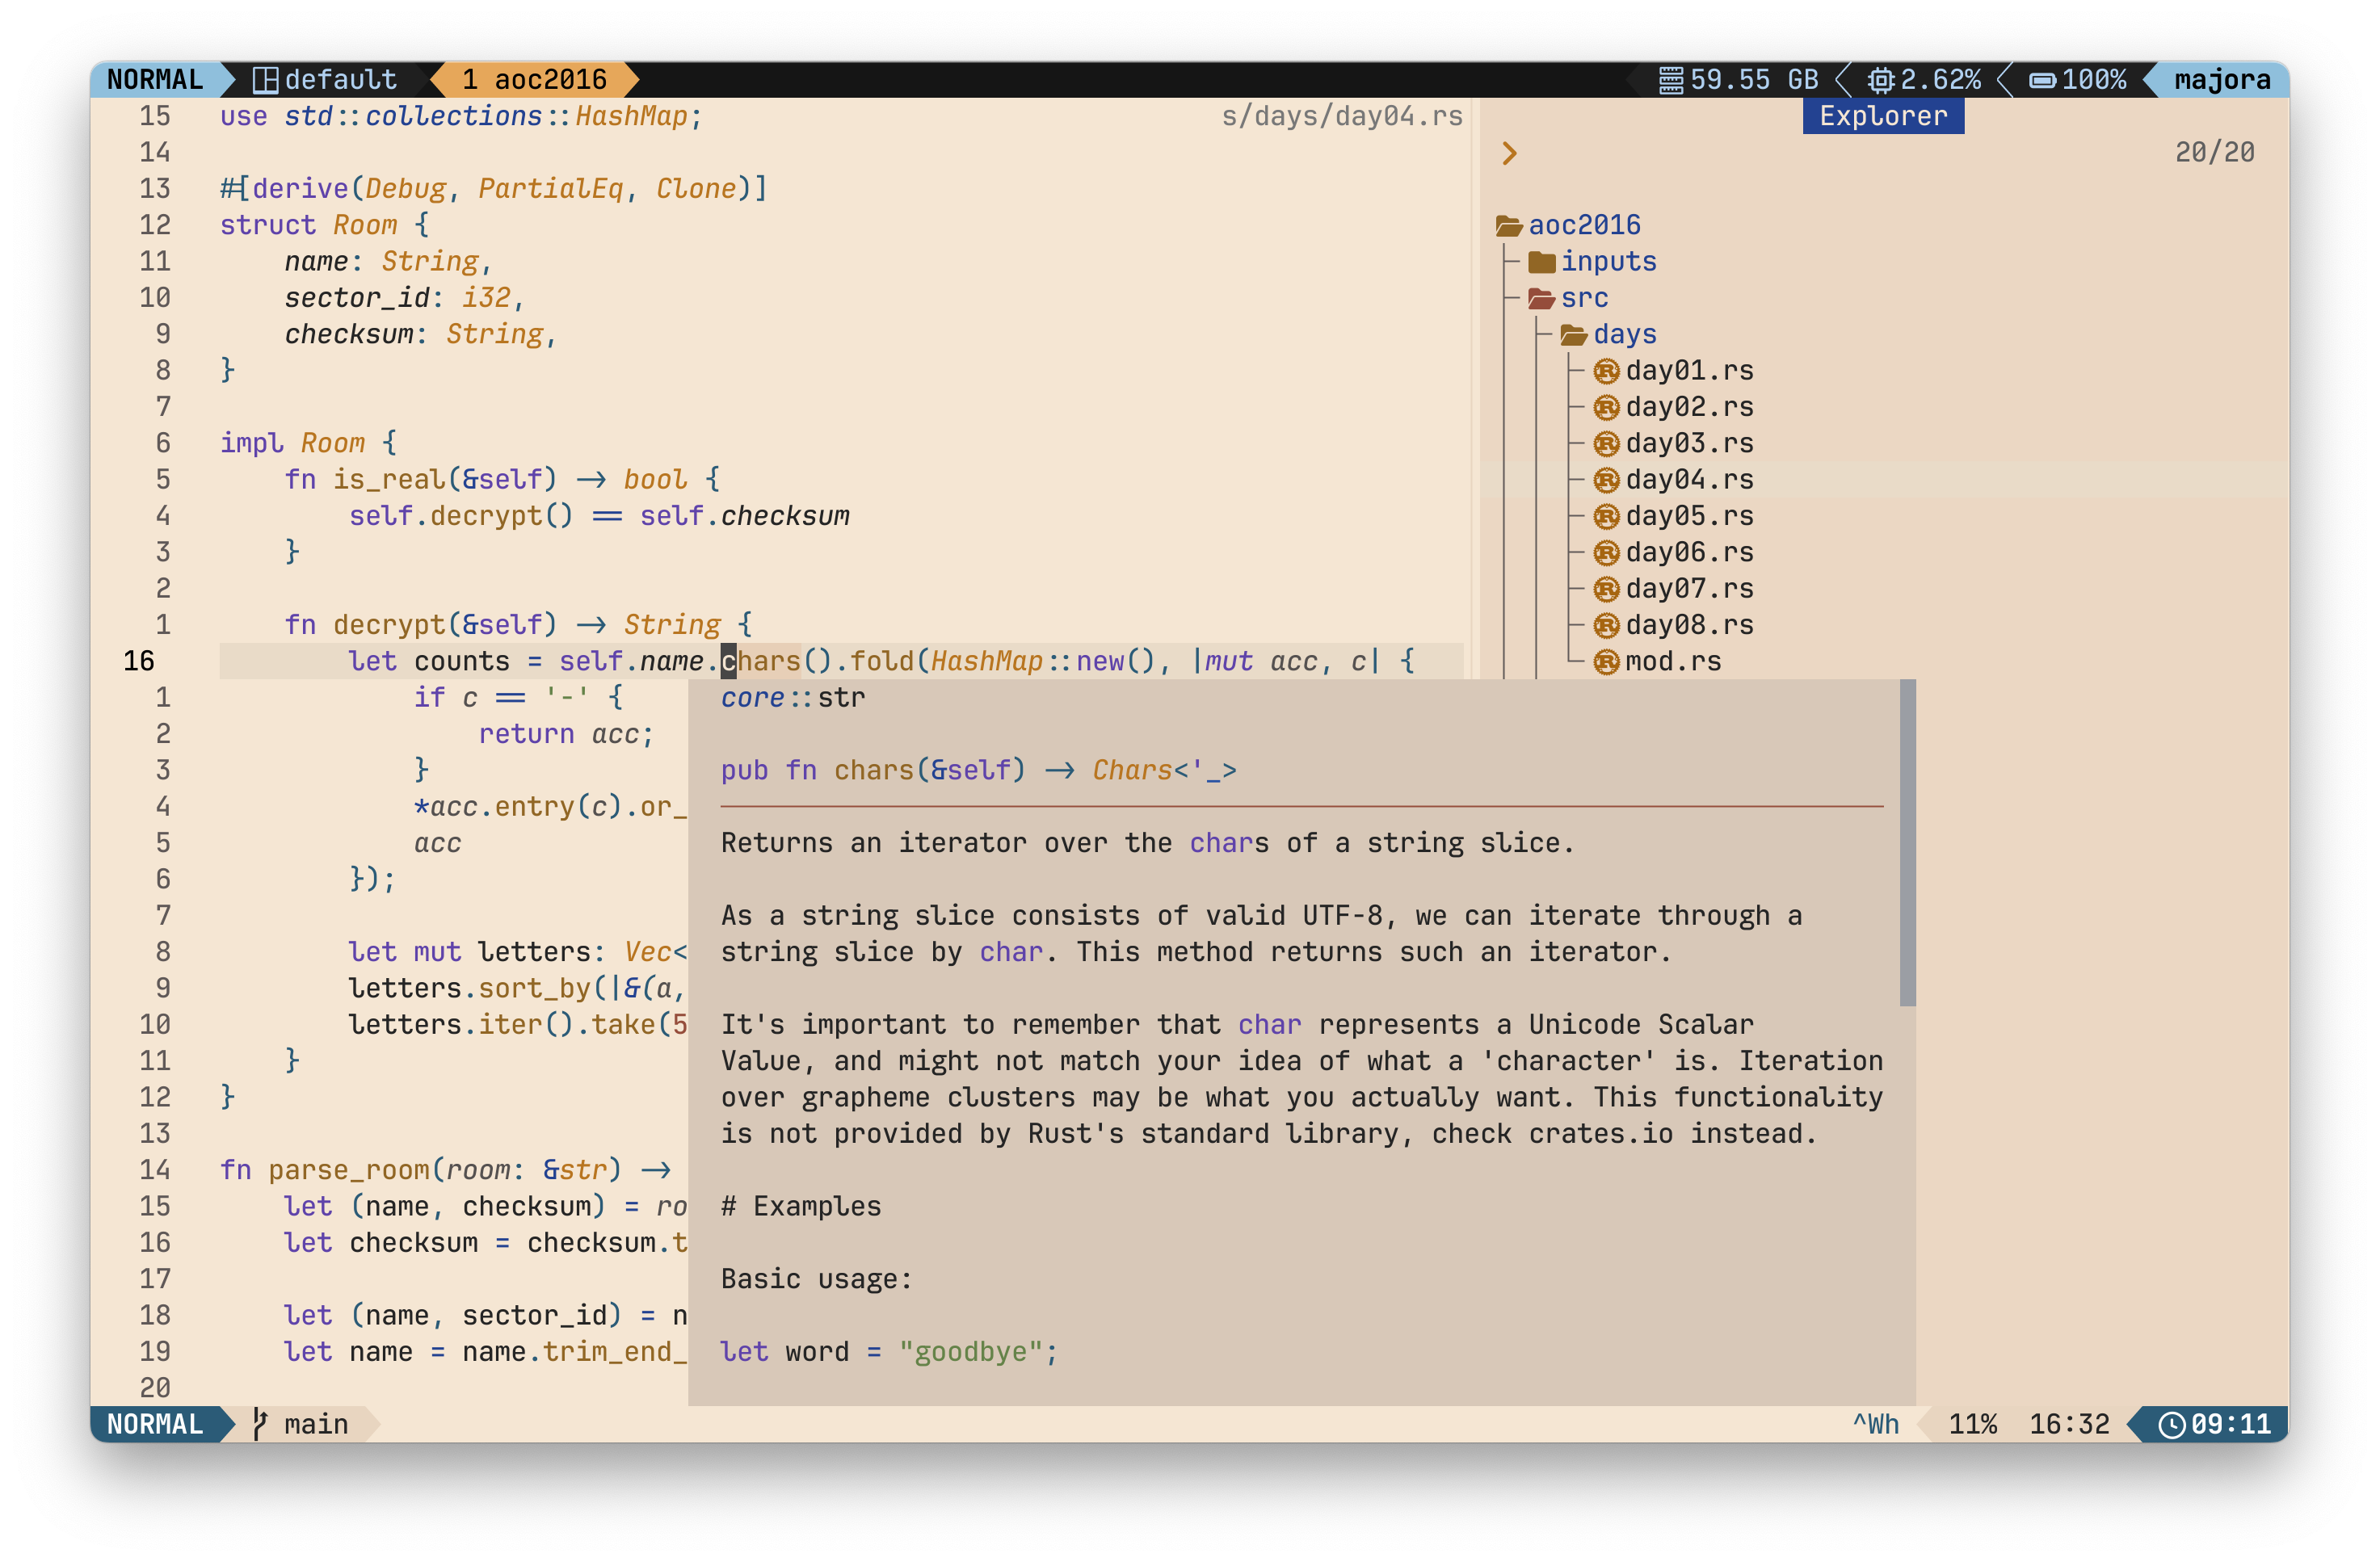 NORMAL default 1 aoc2016 59.55 GB 2.62% 100% majora
15 use std::collections::HashMap; s/days/day04.rs
14
13 #[derive(Debug, PartialEq, Clone)]
12 struct Room {
11 name: String,
10 sector_id: i32,
9 checksum: String,
8 }
7
6 impl Room {
5 fn is_real(&self) -> bool {
4 self.decrypt() == self.checksum
3 }
2
1 fn decrypt(&self) -> String {
16 let counts = self.name.chars().fold(HashMap::new(), |mut acc, c| {
1 if c == '-' {
2 return acc;
3 }
4 *acc.entry(c).or_
5 acc
6 });
7
8 let mut letters: Vec<
9 letters.sort_by(|&(a,
10 letters.iter().take(5
11 }
12 }
13
14 fn parse_room(room: &str) ->
15 let (name, checksum) = ro
16 let checksum = checksum.t
17
18 let (name, sector_id) = n
19 let name = name.trim_end_
20
core::str
pub fn chars(&self) -> Chars<'_>
Returns an iterator over the chars of a string slice.
As a string slice consists of valid UTF-8, we can iterate through a
string slice by char. This method returns such an iterator.
It's important to remember that char represents a Unicode Scalar
Value, and might not match your idea of what a 'character' is. Iteration
over grapheme clusters may be what you actually want. This functionality
is not provided by Rust's standard library, check crates.io instead.
# Examples
Basic usage:
let word = "goodbye";
Explorer
> 20/20
aoc2016
inputs
src
days
day01.rs
day02.rs
day03.rs
day04.rs
day05.rs
day06.rs
day07.rs
day08.rs
mod.rs
NORMAL main ^Wh 11% 16:32 09:11